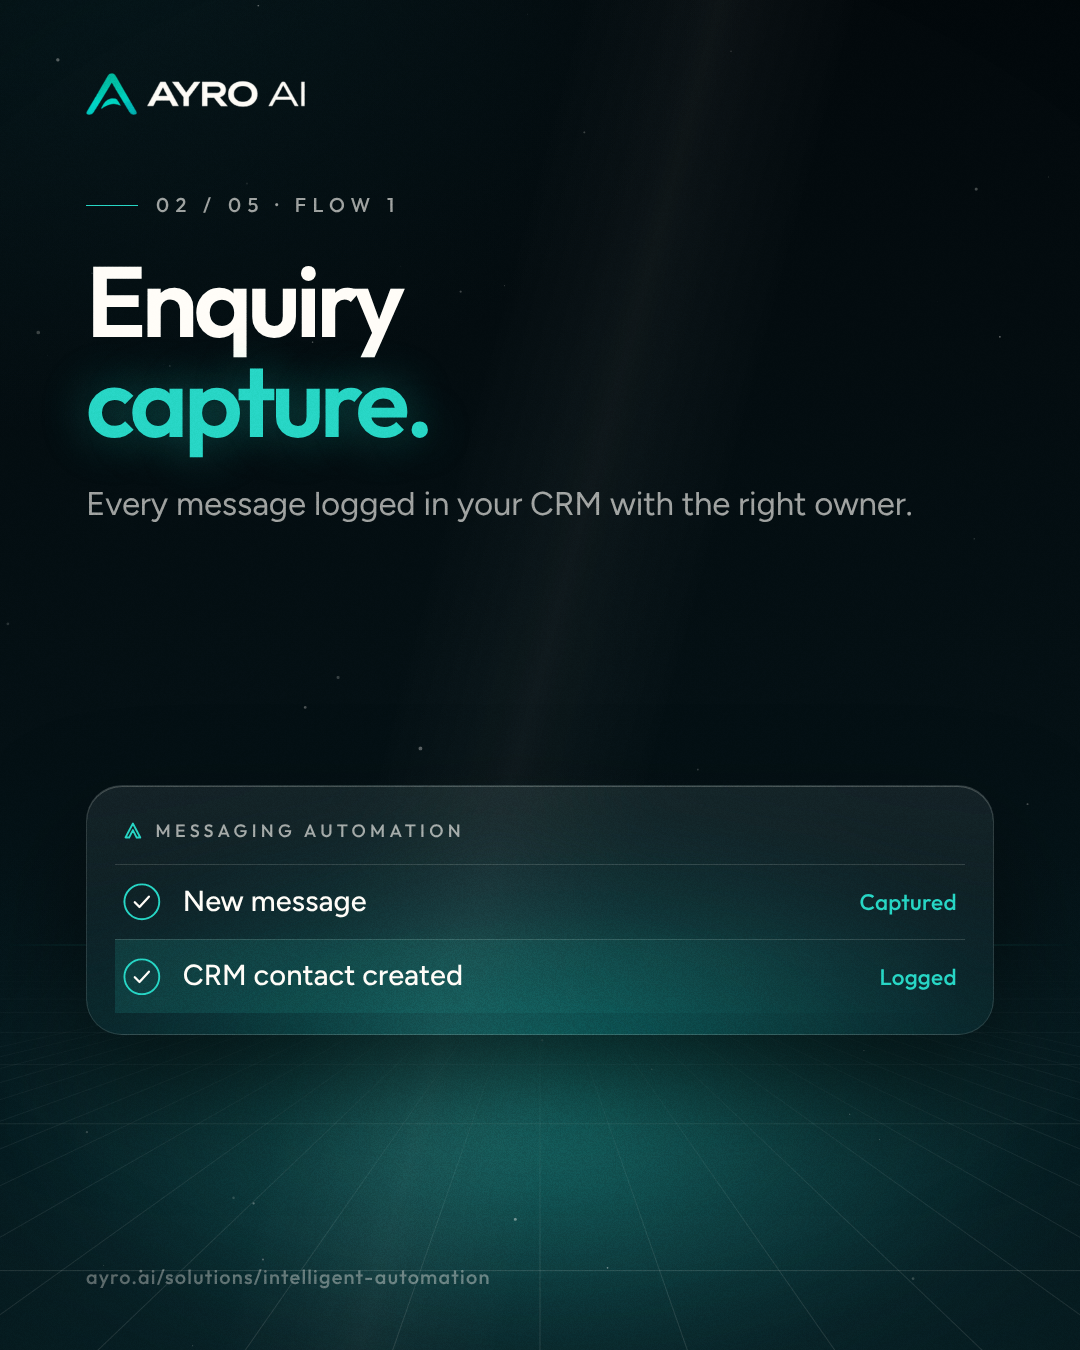 AYRO AI
02 / 05 · FLOW 1
Enquiry
capture.
Every message logged in your CRM with the right owner.
MESSAGING AUTOMATION
New message
Captured
CRM contact created
Logged
ayro.ai/solutions/intelligent-automation